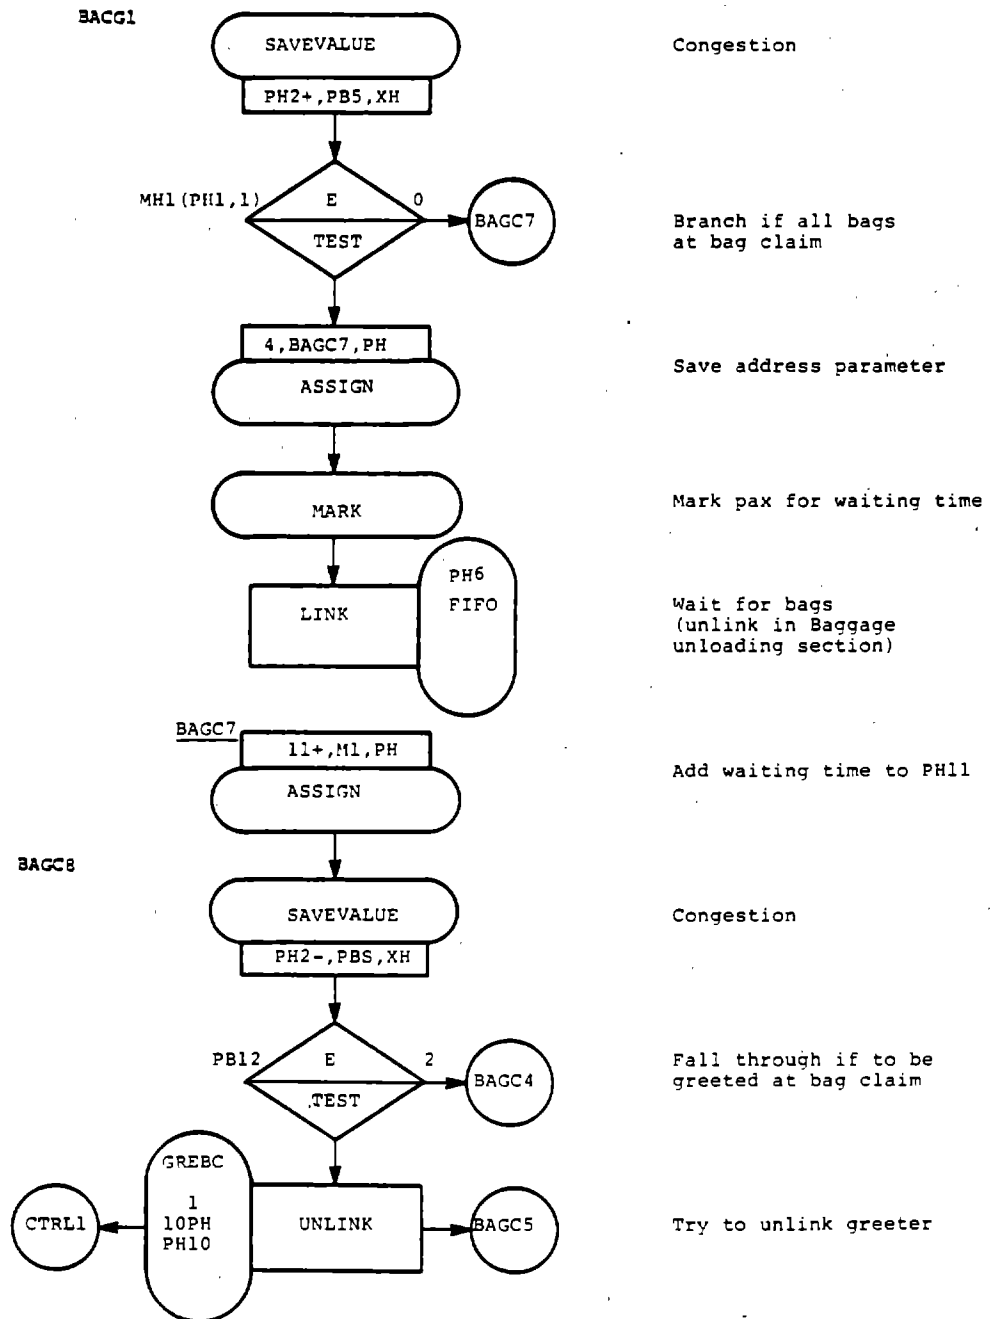 BACG1
SAVEVALUE
Congestion
PH2+,PB5,XH
MH1(PH1,1)
E
0
TEST
BAGC7
Branch if all bags
at bag claim
4,BAGC7,PH
ASSIGN
Save address parameter
MARK
Mark pax for waiting time
LINK
PH6
FIFO
Wait for bags
(unlink in Baggage
unloading section)
BAGC7
11+,M1,PH
ASSIGN
Add waiting time to PH11
BAGC8
SAVEVALUE
Congestion
PH2-,PBS,XH
PB12
E
2
TEST
BAGC4
Fall through if to be
greeted at bag claim
GREBC
1
10PH
PH10
CTRL1
UNLINK
BAGC5
Try to unlink greeter